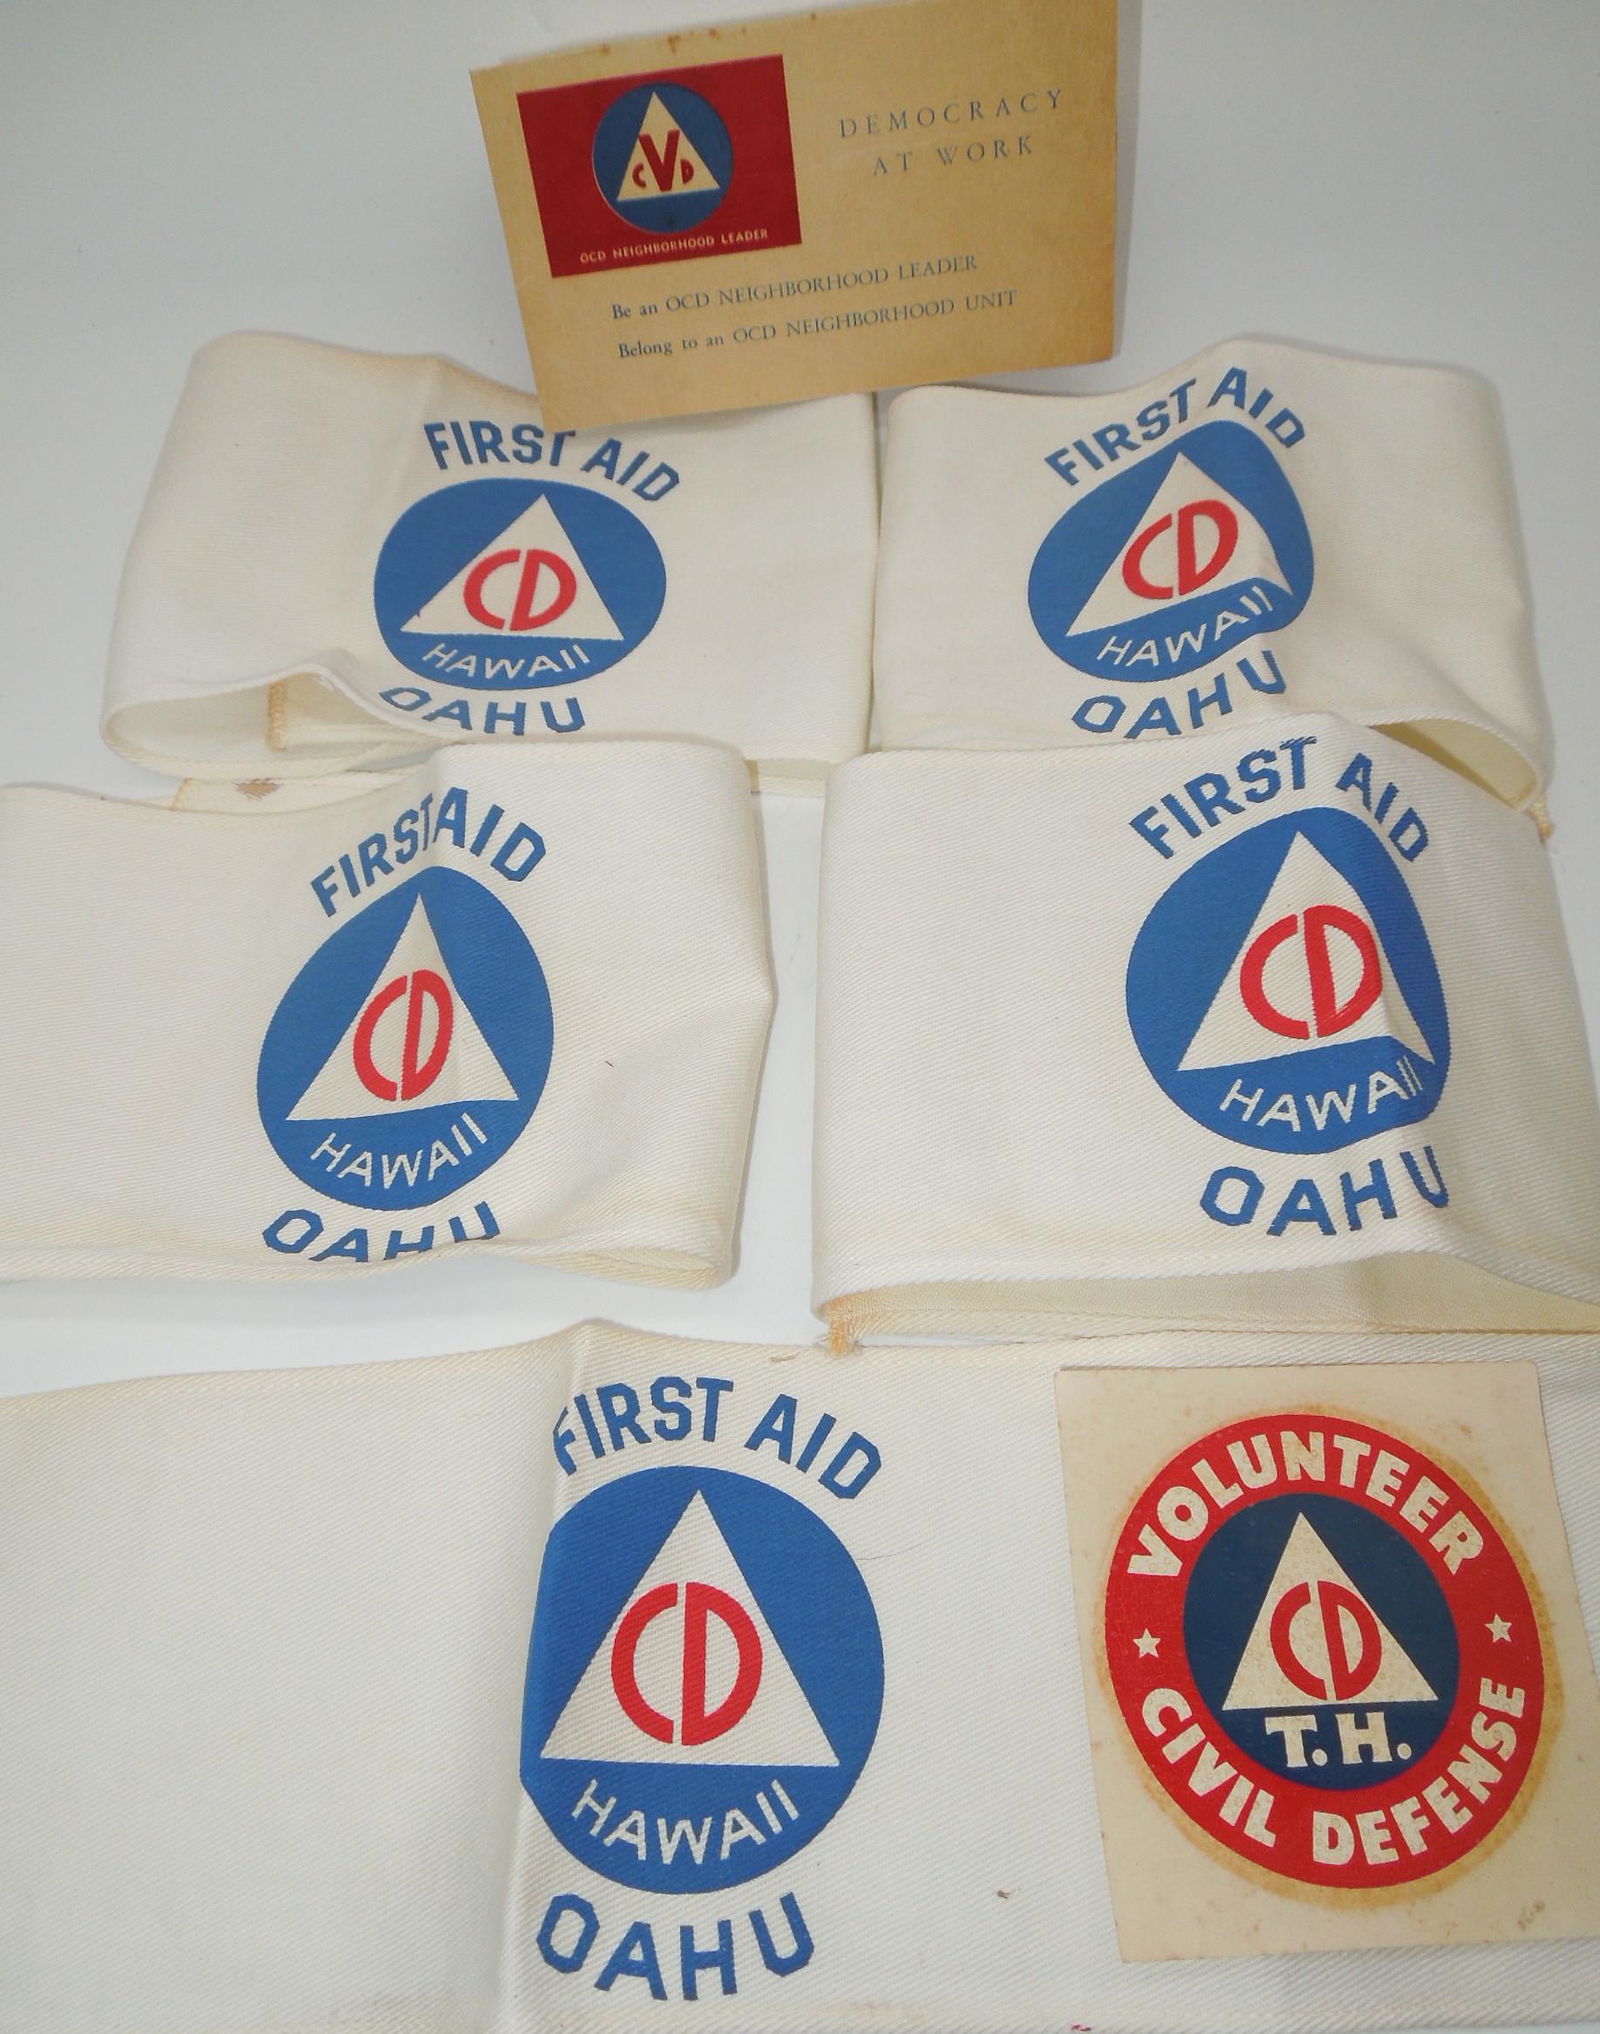 CVD
OCD NEIGHBORHOOD LEADER
DEMOCRACY
AT WORK
Be an OCD NEIGHBORHOOD LEADER
Belong to an OCD NEIGHBORHOOD UNIT
FIRST AID
CD
HAWAII
OAHU
FIRST AID
CD
HAWAII
OAHU
FIRST AID
CD
HAWAII
OAHU
FIRST AID
CD
HAWAII
OAHU
FIRST AID
CD
HAWAII
OAHU
VOLUNTEER
CD
T.H.
CIVIL DEFENSE